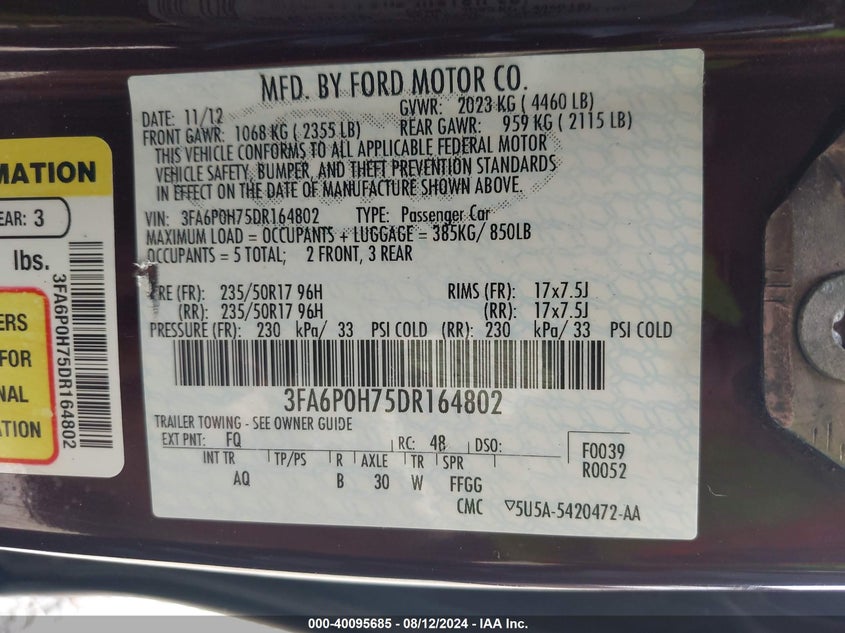 MFD. BY FORD MOTOR CO.
DATE: 11/12 GVWR: 2023 KG ( 4460 LB)
FRONT GAWR: 1068 KG ( 2355 LB) REAR GAWR: 959 KG ( 2115 LB)
THIS VEHICLE CONFORMS TO ALL APPLICABLE FEDERAL MOTOR
VEHICLE SAFETY, BUMPER, AND THEFT PREVENTION STANDARDS
IN EFFECT ON THE DATE OF MANUFACTURE SHOWN ABOVE.
VIN: 3FA6P0H75DR164802 TYPE: Passenger Car
MAXIMUM LOAD = OCCUPANTS + LUGGAGE = 385KG/ 850LB
OCCUPANTS = 5 TOTAL; 2 FRONT, 3 REAR
RE (FR): 235/50R17 96H RIMS (FR): 17x7.5J
(RR): 235/50R17 96H (RR): 17x7.5J
PRESSURE (FR): 230 kPa/ 33 PSI COLD (RR): 230 kPa/ 33 PSI COLD
3FA6P0H75DR164802
TRAILER TOWING - SEE OWNER GUIDE
EXT PNT: FQ RC: 48 DSO:
F0039
R0052
INT TR TP/PS R AXLE TR SPR
AQ B 30 W FFGG
CMC ▽5U5A-5420472-AA
MATION
EAR: 3
lbs.
3FA6P0H75DR164802
ERS
FOR
NAL
ATION
000-40095685 - 08/12/2024 - IAA Inc.